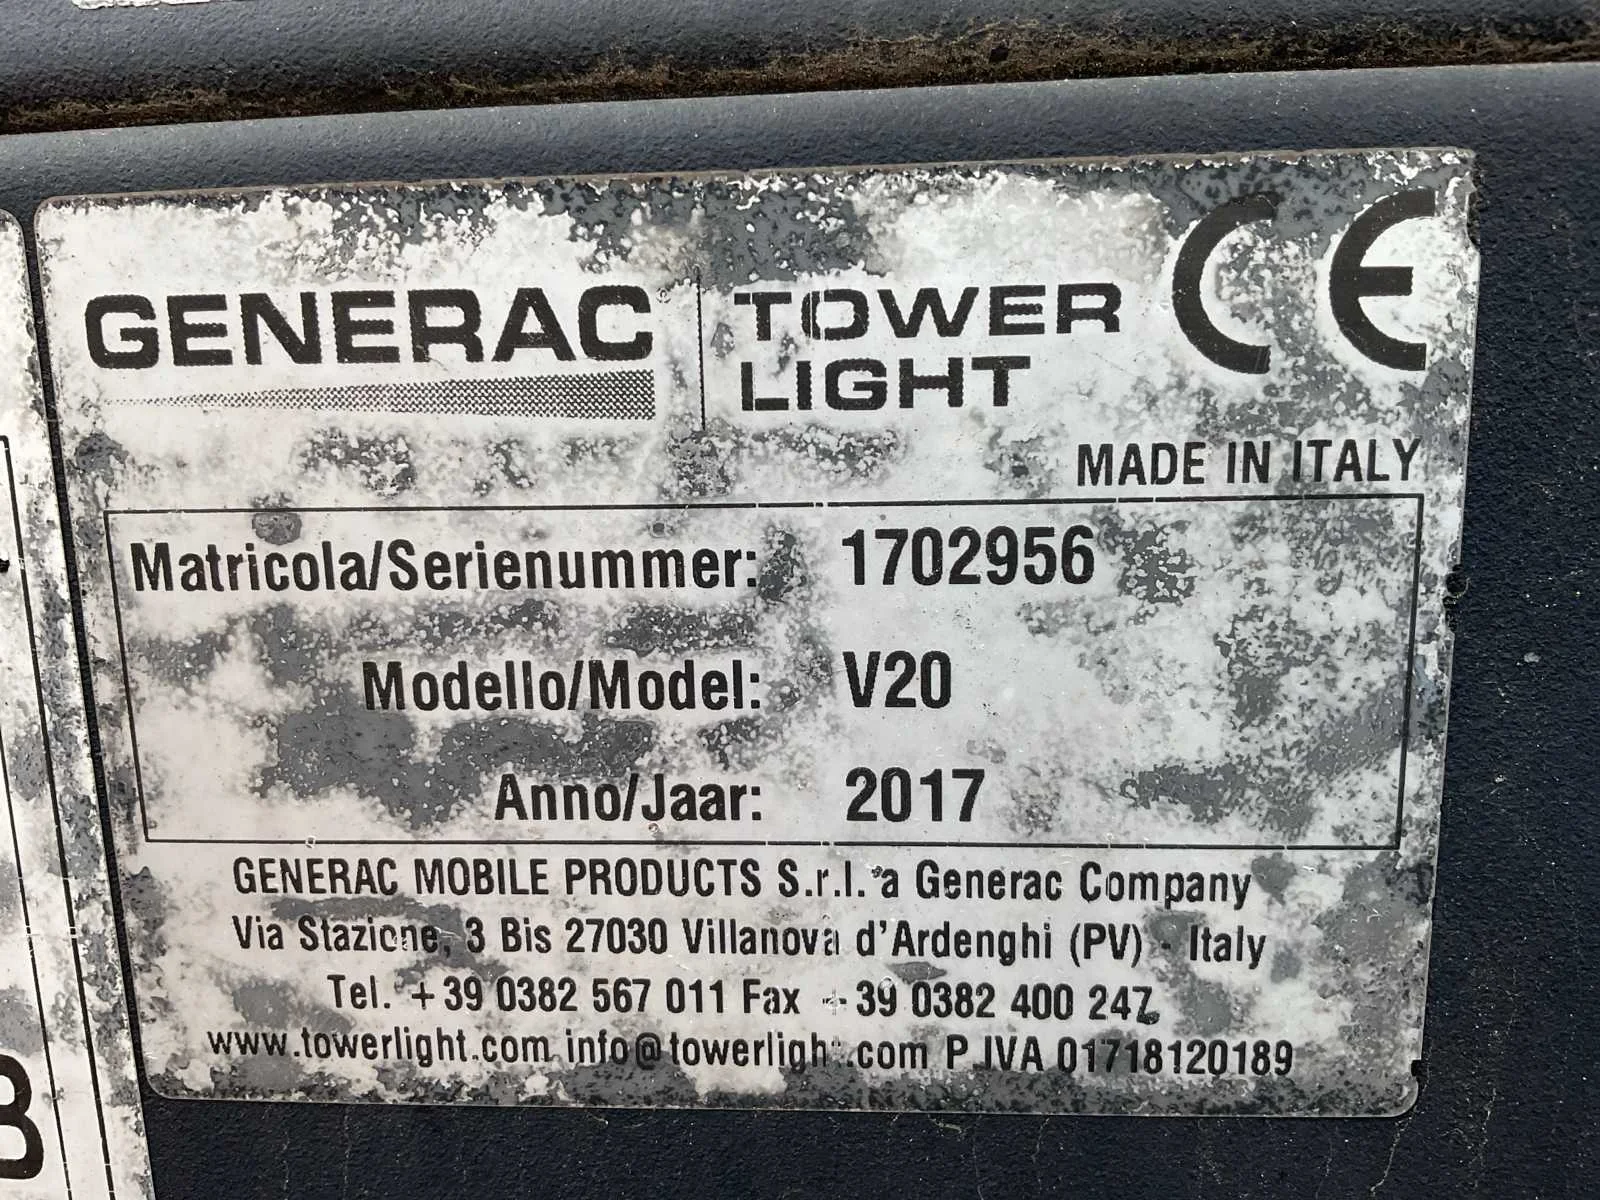 GENERAC
TOWER
LIGHT
CE
MADE IN ITALY
Matricola/Serienummer: 1702956
Modello/Model: V20
Anno/Jaar: 2017
GENERAC MOBILE PRODUCTS S.r.l. a Generac Company
Via Stazione, 3 Bis 27030 Villanova d'Ardenghi (PV) - Italy
Tel. +39 0382 567 011 Fax +39 0382 400 247
www.towerlight.com info@towerlight.com P.IVA 01718120189